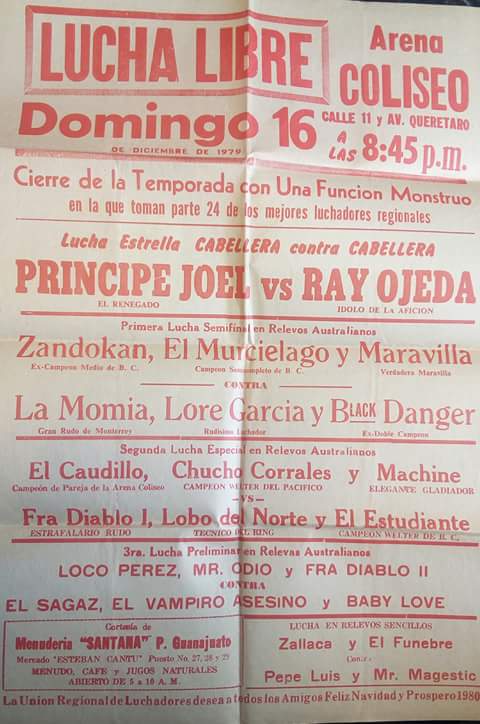 LUCHA LIBRE
Arena
COLISEO
CALLE 11 y AV. QUERETARO
Domingo 16
DE DICIEMBRE DE 1979
A LAS 8:45 p.m.
Cierre de la Temporada con Una Funcion Monstruo
en la que toman parte 24 de los mejores luchadores regionales
Lucha Estrella CABELLERA contra CABELLERA
PRINCIPE JOEL vs RAY OJEDA
EL RENEGADO IDOLO DE LA AFICION
Primera Lucha Semifinal en Relevos Australianos
Zandokan, El Murcielago y Maravilla
Ex-Campeon Medio de B. C. Campeon Semicompleto de B. C. Verdadera Maravilla
CONTRA
La Momia, Lore Garcia y BLACK Danger
Gran Rudo de Monterrey Rudisimo Luchador Ex-Doble Campeon
Segunda Lucha Especial en Relevos Australianos
El Caudillo, Chucho Corrales y Machine
Campeón de Pareja de la Arena Coliseo CAMPEON WELTER DEL PACIFICO ELEGANTE GLADIADOR
-VS-
Fra Diablo I, Lobo del Norte y El Estudiante
ESTRAFALARIO RUDO TECNICO DEL RING CAMPEON WELTER DE B. C.
3ra. Lucha Preliminar en Relevas Australianos
LOCO PEREZ, MR. ODIO y FRA DIABLO II
CONTRA
EL SAGAZ, EL VAMPIRO ASESINO y BABY LOVE
Cortesía de
Menuderia "SANTANA" P. Guanajuato
Mercado "ESTEBAN CANTU" Puesto No. 27, 28 y 29
MENUDO, CAFE y JUGOS NATURALES
ABIERTO DE 5 a 10 A. M.
LUCHA EN RELEVOS SENCILLOS
Zallaca y El Funebre
Contra
Pepe Luis y Mr. Magestic
La Union Regional de Luchadores desea a todos los Amigos Feliz Navidad y Prospero 1980